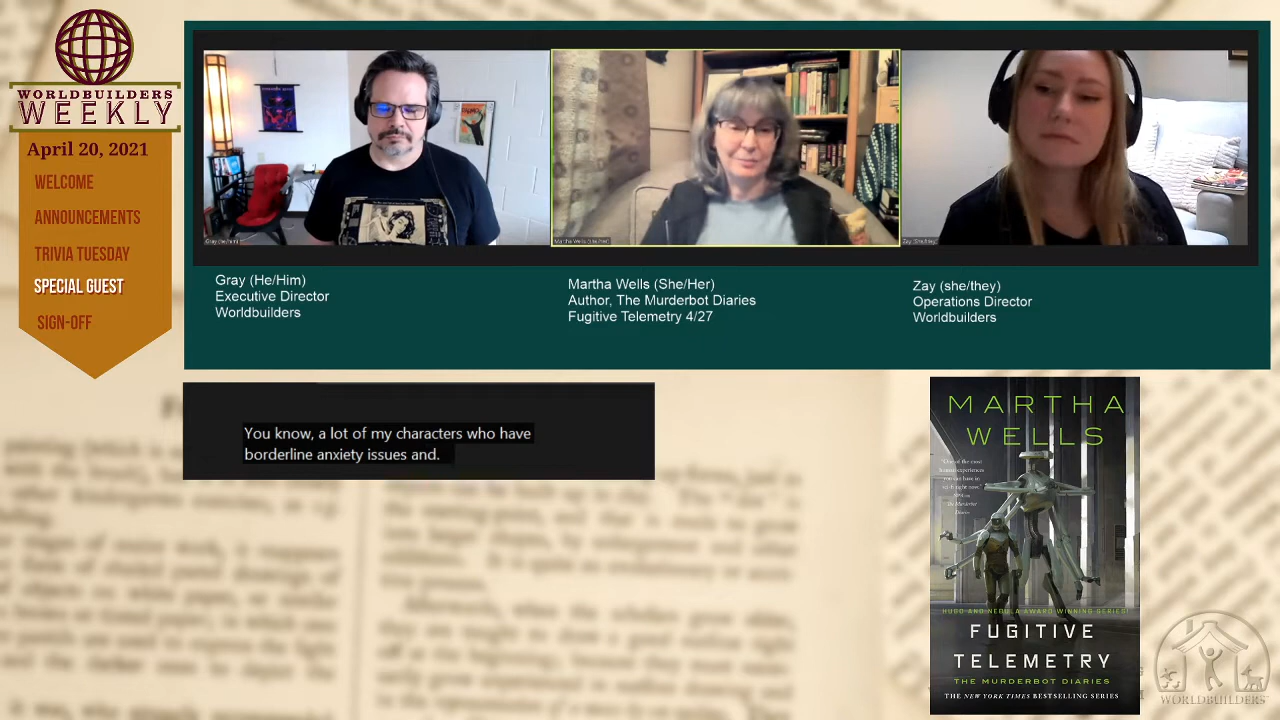 WORLDBUILDERS
WEEKLY
April 20, 2021
WELCOME
ANNOUNCEMENTS
TRIVIA TUESDAY
SPECIAL GUEST
SIGN-OFF
Gray (He/Him)
Executive Director
Worldbuilders
Martha Wells (She/Her)
Author, The Murderbot Diaries
Fugitive Telemetry 4/27
Zay (she/they)
Operations Director
Worldbuilders
You know, a lot of my characters who have
borderline anxiety issues and.
MARTHA
WELLS
HUGO AND NEBULA AWARD WINNING SERIES!
FUGITIVE
TELEMETRY
THE MURDERBOT DIARIES
THE NEW YORK TIMES BESTSELLING SERIES
WORLDBUILDERS